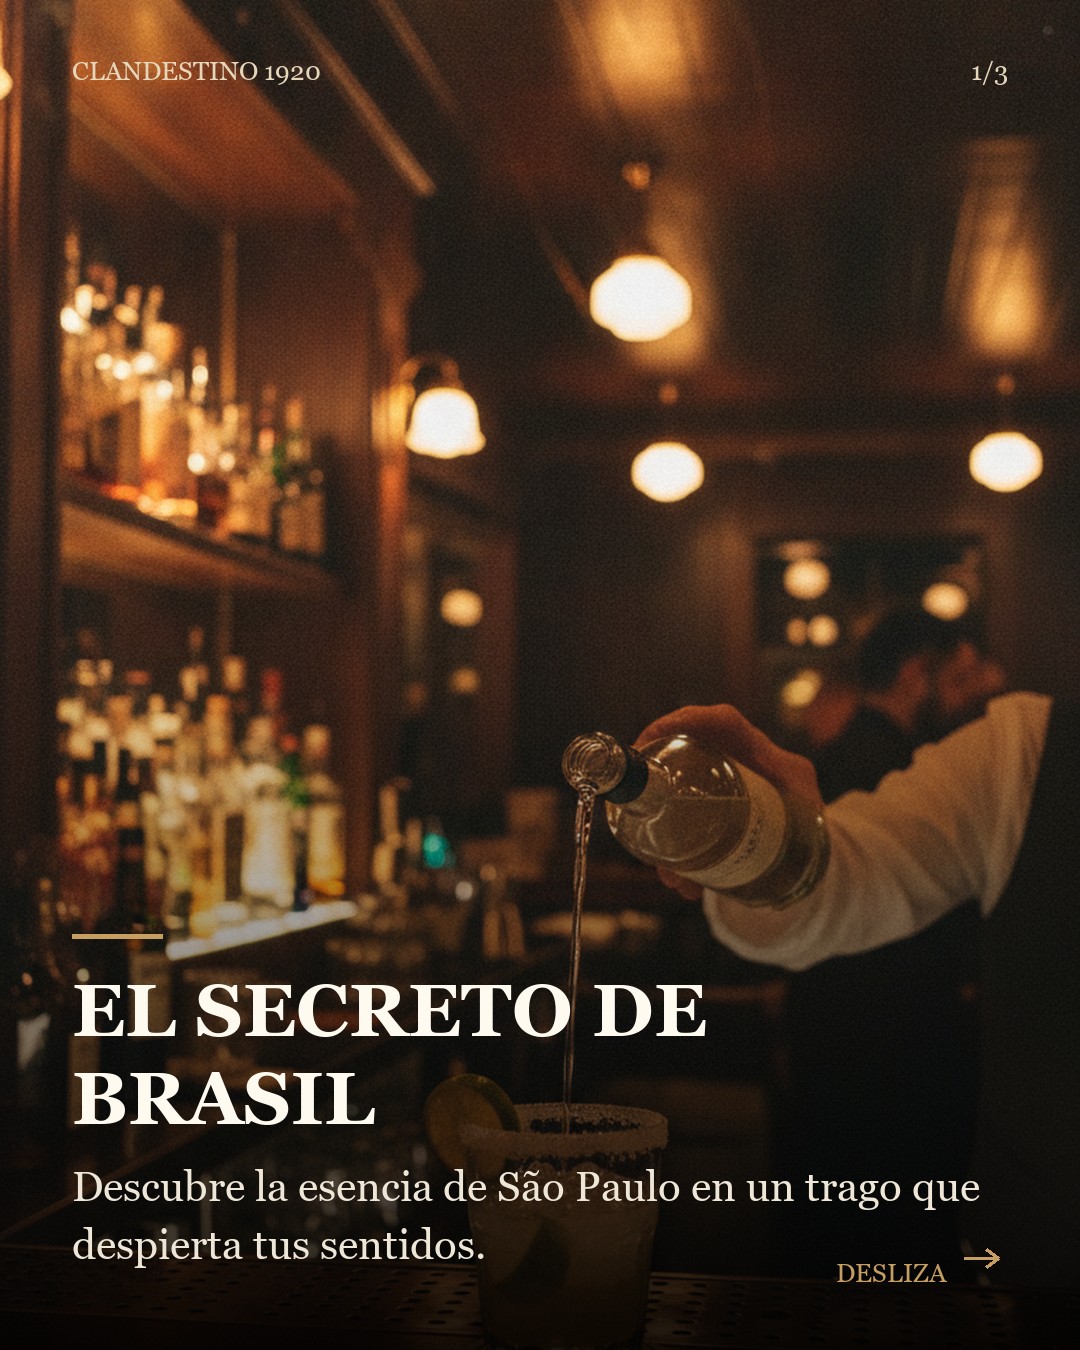 CLANDESTINO 1920
1/3
EL SECRETO DE
BRASIL
Descubre la esencia de São Paulo en un trago que
despierta tus sentidos.
DESLIZA